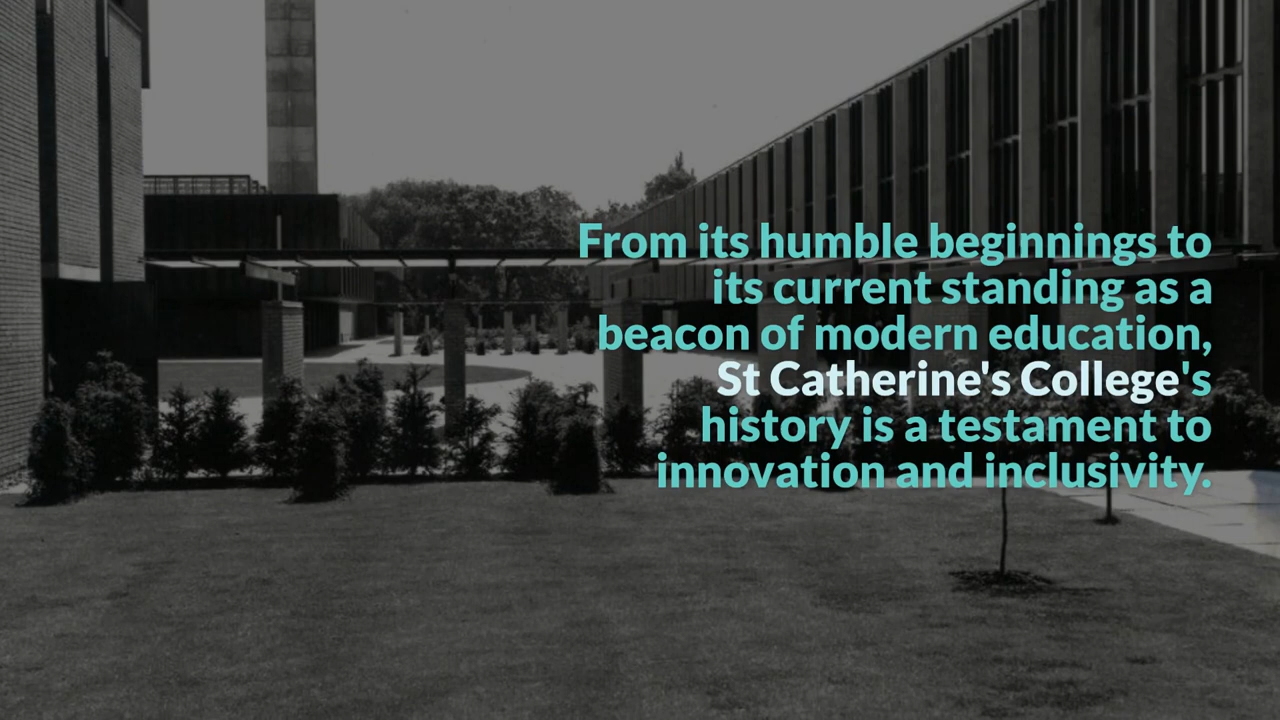 From its humble beginnings to
its current standing as a
beacon of modern education,
St Catherine's College's
history is a testament to
innovation and inclusivity.